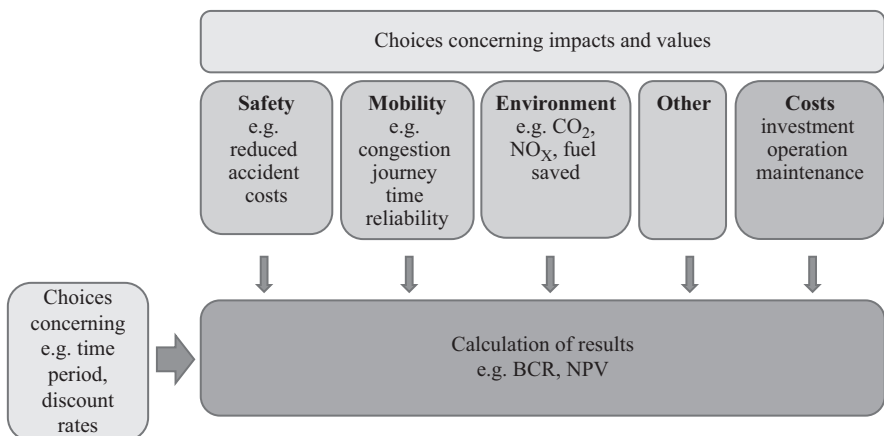 Choices concerning impacts and values
Safety
e.g.
reduced
accident
costs
Mobility
e.g.
congestion
journey
time
reliability
Environment
e.g. CO₂,
NOX, fuel
saved
Other
Costs
investment
operation
maintenance
Choices
concerning
e.g. time
period,
discount
rates
Calculation of results
e.g. BCR, NPV